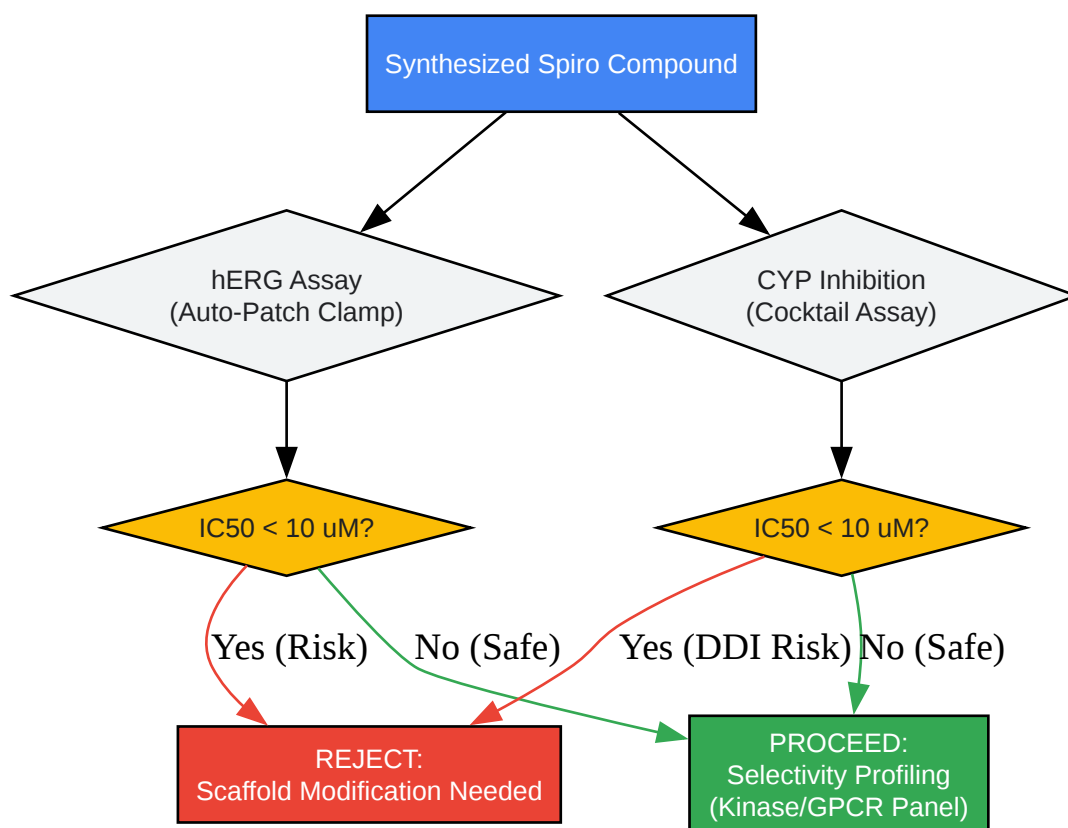 Synthesized Spiro Compound
hERG Assay
(Auto-Patch Clamp)
CYP Inhibition
(Cocktail Assay)
IC50 < 10 uM?
IC50 < 10 uM?
Yes (Risk)
No (Safe)
Yes (DDI Risk)
No (Safe)
REJECT:
Scaffold Modification Needed
PROCEED:
Selectivity Profiling
(Kinase/GPCR Panel)